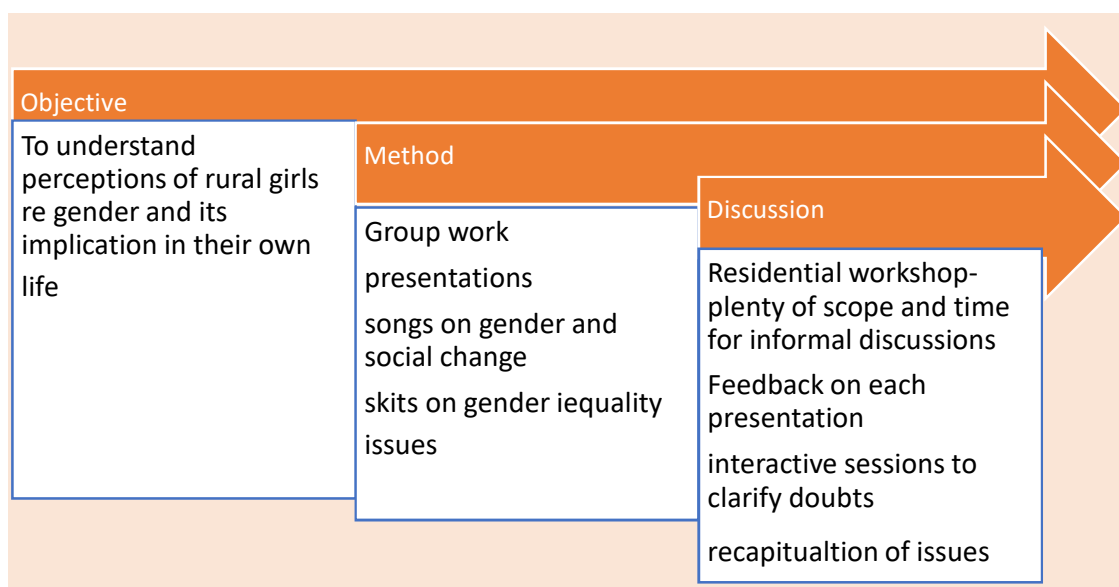 Objective
To understand
perceptions of rural girls
re gender and its
implication in their own
life
Method
Group work
presentations
songs on gender and
social change
skits on gender iequality
issues
Discussion
Residential workshop-
plenty of scope and time
for informal discussions
Feedback on each
presentation
interactive sessions to
clarify doubts
recapitualtion of issues